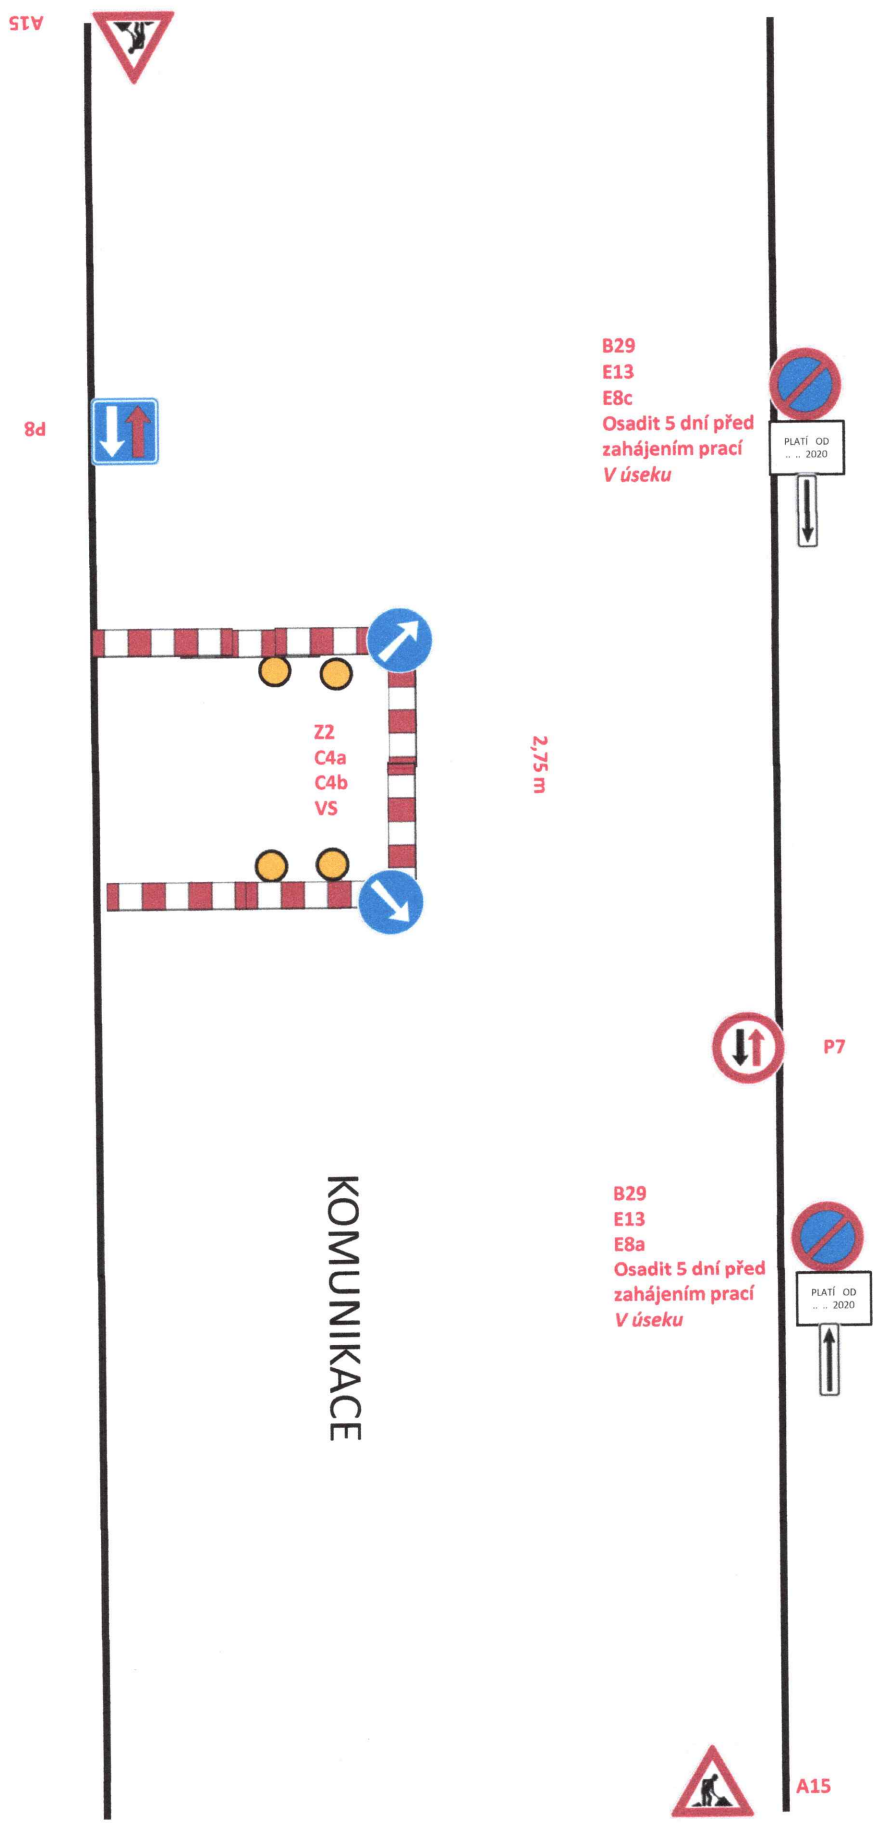 A15
B29
E13
E8c
Osadit 5 dní před
zahájením prací
V úseku
PLATÍ OD
.. .. 2020
P8
Z2
C4a
C4b
VS
2,75 m
P7
KOMUNIKACE
B29
E13
E8a
Osadit 5 dní před
zahájením prací
V úseku
PLATÍ OD
.. .. 2020
A15